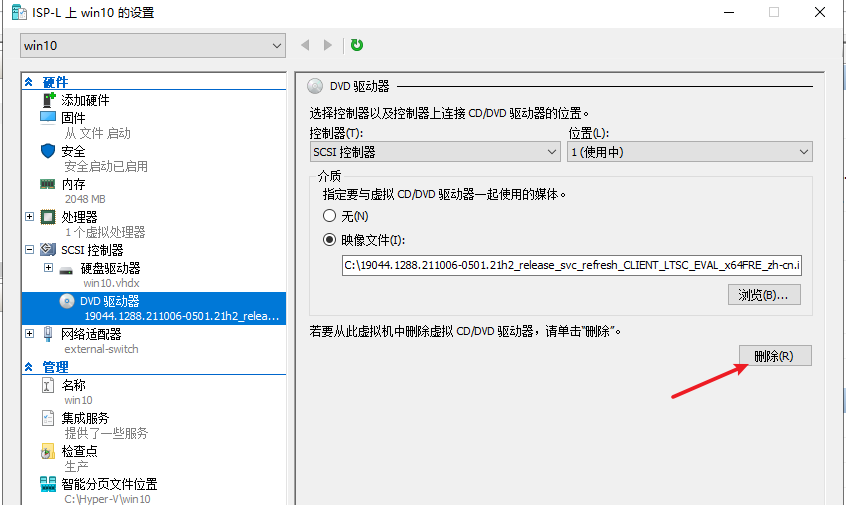 ISP-L 上 win10 的设置
win10
硬件
添加硬件
固件
从 文件 启动
安全
安全启动已启用
内存
2048 MB
处理器
1 个虚拟处理器
SCSI 控制器
硬盘驱动器
win10.vhdx
DVD 驱动器
19044.1288.211006-0501.21h2_relea...
网络适配器
external-switch
管理
名称
win10
集成服务
提供了一些服务
检查点
生产
智能分页文件位置
C:\Hyper-V\win10
DVD 驱动器
选择控制器以及控制器上连接 CD/DVD 驱动器的位置。
控制器(T):
位置(L):
SCSI 控制器
1 (使用中)
介质
指定要与虚拟 CD/DVD 驱动器一起使用的媒体。
无(N)
映像文件(I):
C:\19044.1288.211006-0501.21h2_release_svc_refresh_CLIENT_LTSC_EVAL_x64FRE_zh-cn.i
浏览(B)...
若要从此虚拟机中删除虚拟 CD/DVD 驱动器，请单击“删除”。
删除(R)